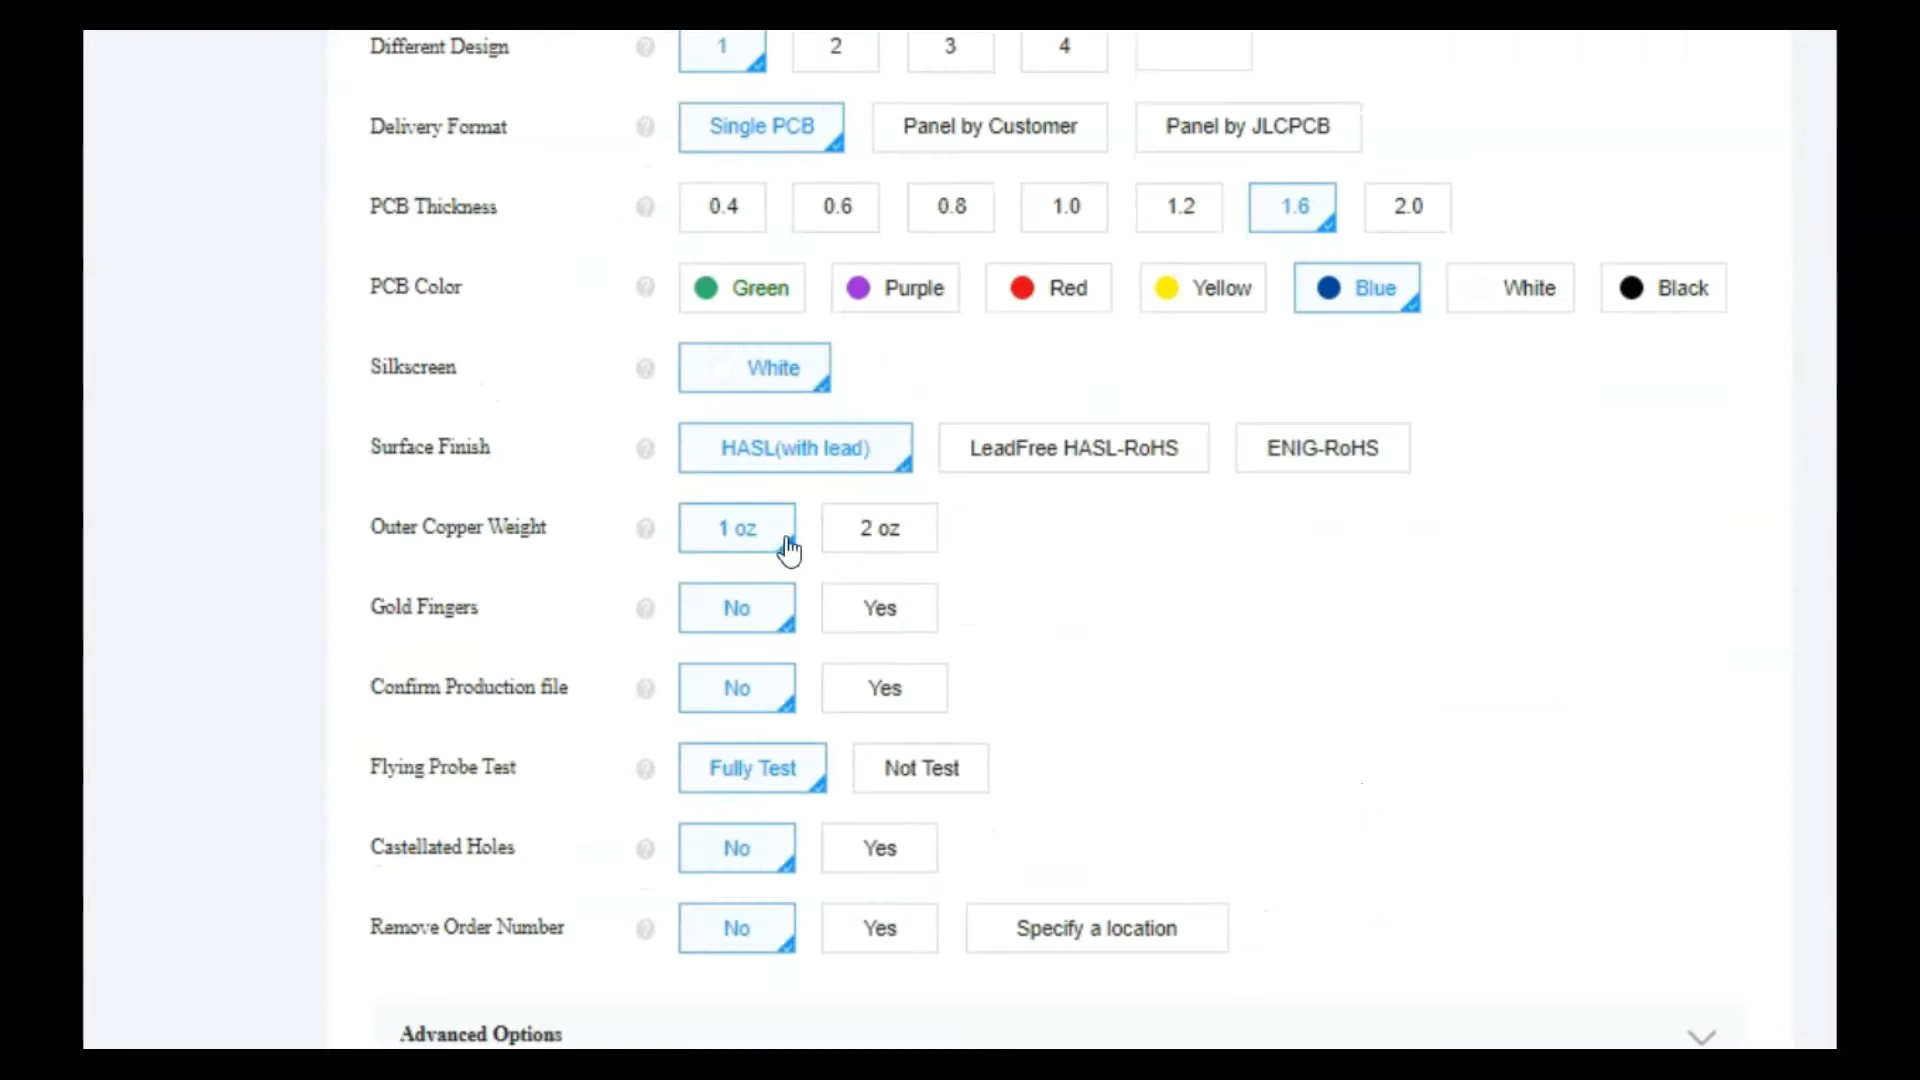 Different Design 1 2 3 4
Delivery Format Single PCB Panel by Customer Panel by JLCPCB
PCB Thickness 0.4 0.6 0.8 1.0 1.2 1.6 2.0
PCB Color Green Purple Red Yellow Blue White Black
Silkscreen White
Surface Finish HASL(with lead) LeadFree HASL-RoHS ENIG-RoHS
Outer Copper Weight 1 oz 2 oz
Gold Fingers No Yes
Confirm Production file No Yes
Flying Probe Test Fully Test Not Test
Castellated Holes No Yes
Remove Order Number No Yes Specify a location
Advanced Options